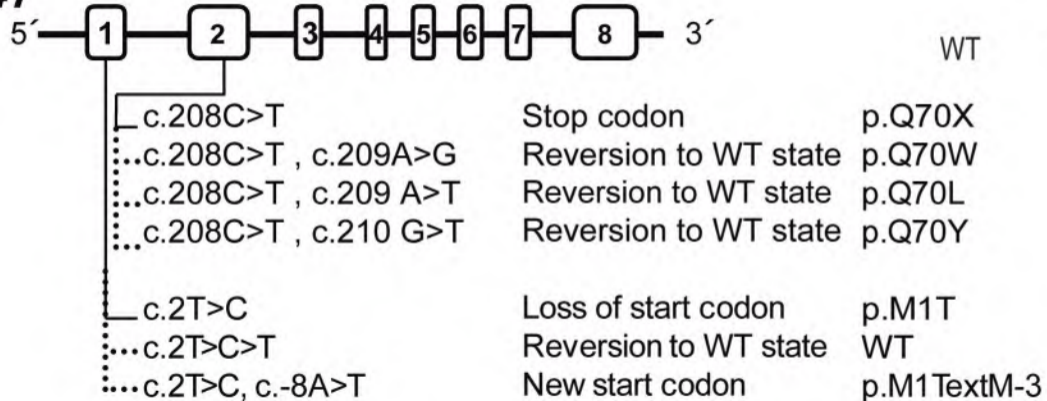 5´ 1 2 3 4 5 6 7 8 3´
WT
c.208C>T Stop codon p.Q70X
c.208C>T , c.209A>G Reversion to WT state p.Q70W
c.208C>T , c.209 A>T Reversion to WT state p.Q70L
c.208C>T , c.210 G>T Reversion to WT state p.Q70Y
c.2T>C Loss of start codon p.M1T
c.2T>C>T Reversion to WT state WT
c.2T>C, c.-8A>T New start codon p.M1TextM-3